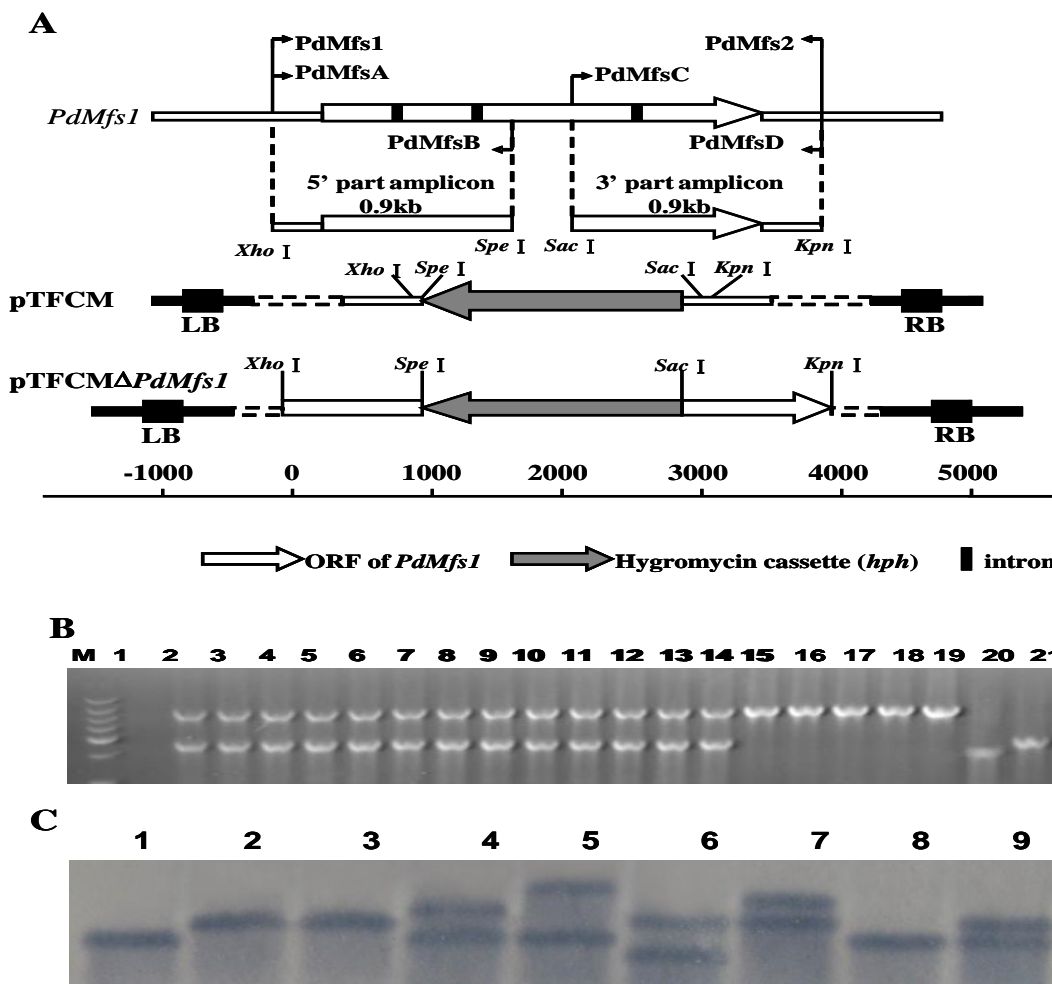 A
PdMfs1
PdMfs2
PdMfsA
PdMfsC
PdMfs1
PdMfsB
PdMfsD
5' part amplicon
0.9kb
3' part amplicon
0.9kb
Xho I
Spe I
Sac I
Kpn I
Xho I
Spe I
Sac I
Kpn I
pTFCM
LB
RB
Xho I
Spe I
Sac I
Kpn I
pTFCMΔPdMfs1
LB
RB
-1000 0 1000 2000 3000 4000 5000
ORF of PdMfs1
Hygromycin cassette (hph)
intron
B
M 1 2 3 4 5 6 7 8 9 10 11 12 13 14 15 16 17 18 19 20 21
C
1 2 3 4 5 6 7 8 9